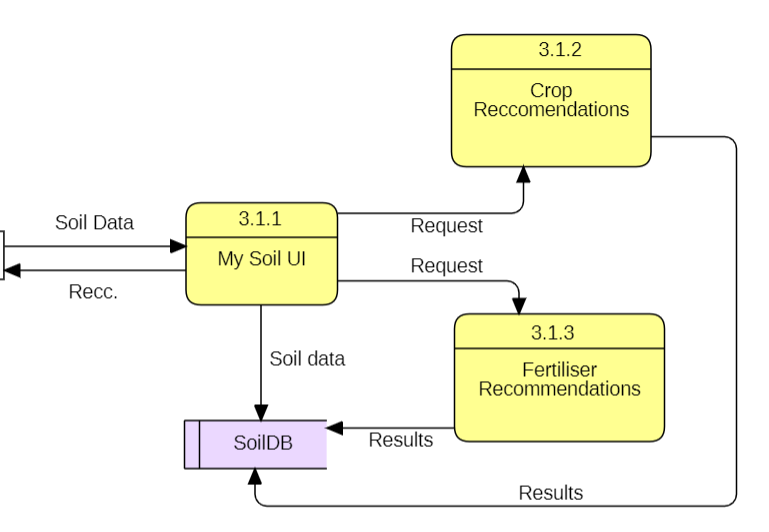 3.1.2
Crop
Reccomendations
Soil Data
3.1.1
My Soil UI
Request
Request
Recc.
3.1.3
Fertiliser
Recommendations
Soil data
SoilDB
Results
Results